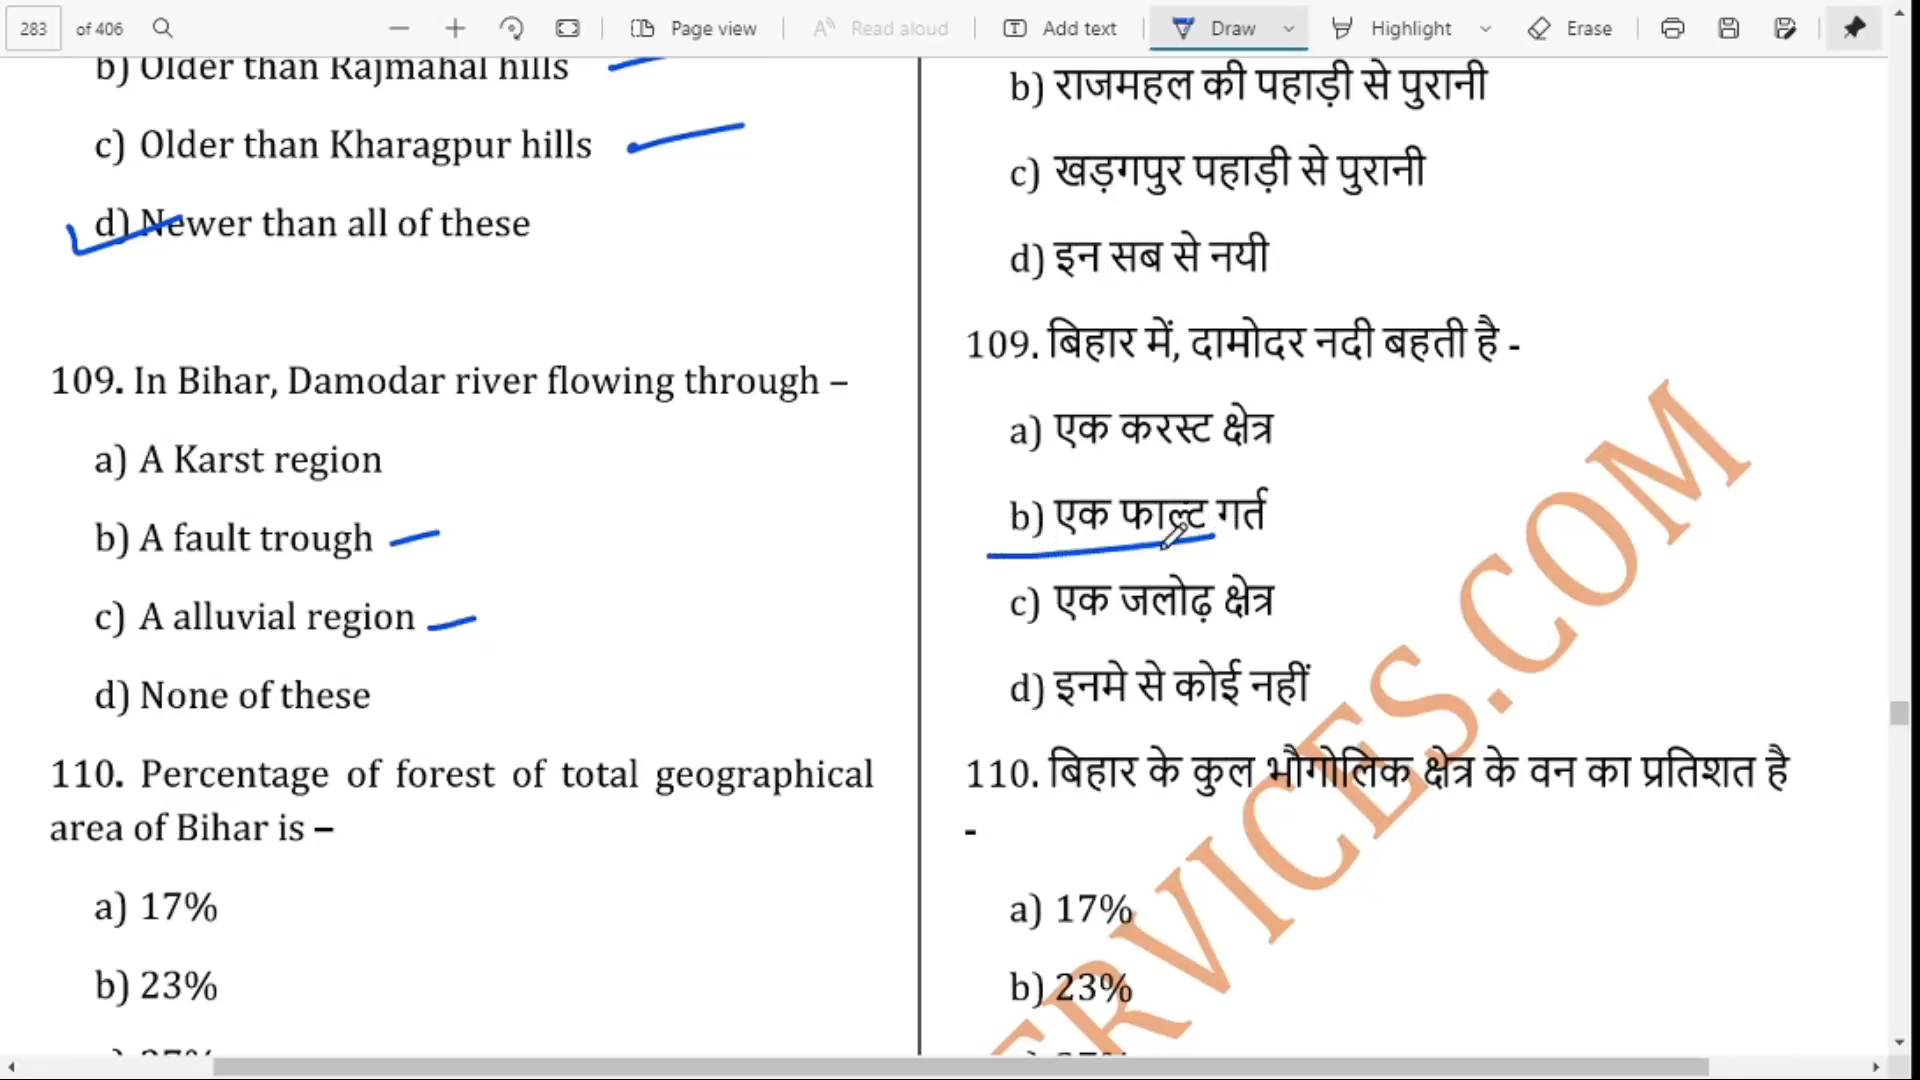 283 of 406 Page view Read aloud Add text Draw Highlight Erase
b) Older than Rajmahal hills
c) Older than Kharagpur hills
d) Newer than all of these
109. In Bihar, Damodar river flowing through –
a) A Karst region
b) A fault trough
c) A alluvial region
d) None of these
110. Percentage of forest of total geographical
area of Bihar is –
a) 17%
b) 23%
b) राजमहल की पहाड़ी से पुरानी
c) खड़गपुर पहाड़ी से पुरानी
d) इन सब से नयी
109. बिहार में, दामोदर नदी बहती है -
a) एक करस्ट क्षेत्र
b) एक फाल्ट गर्त
c) एक जलोढ़ क्षेत्र
d) इनमे से कोई नहीं
110. बिहार के कुल भौगोलिक क्षेत्र के वन का प्रतिशत है
-
a) 17%
b) 23%
ERVICES.COM